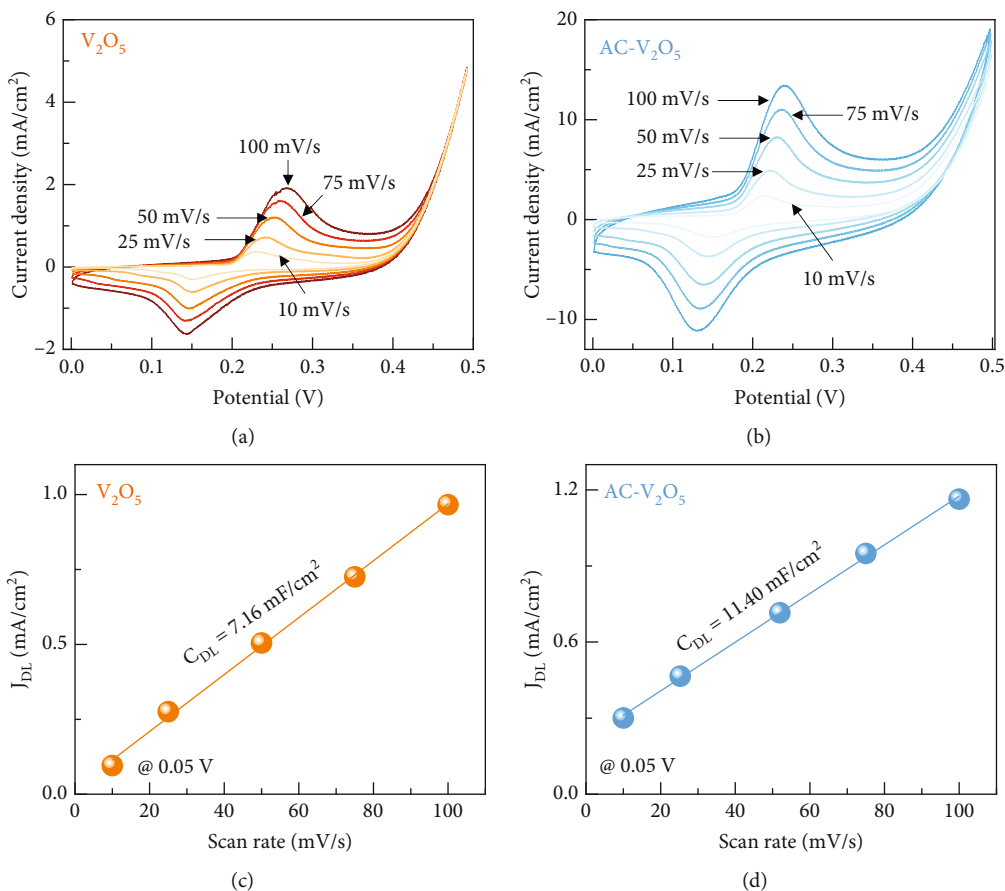 V₂O₅
Current density (mA/cm²)
6
4
2
0
−2
100 mV/s
75 mV/s
50 mV/s
25 mV/s
10 mV/s
0.0 0.1 0.2 0.3 0.4 0.5
Potential (V)
(a)
AC-V₂O₅
Current density (mA/cm²)
20
10
0
−10
100 mV/s
75 mV/s
50 mV/s
25 mV/s
10 mV/s
0.0 0.1 0.2 0.3 0.4 0.5
Potential (V)
(b)
V₂O₅
J_DL (mA/cm²)
1.0
0.5
0.0
C_DL = 7.16 mF/cm²
@ 0.05 V
0 20 40 60 80 100
Scan rate (mV/s)
(c)
AC-V₂O₅
J_DL (mA/cm²)
1.2
0.6
0.0
C_DL = 11.40 mF/cm²
@ 0.05 V
0 20 40 60 80 100
Scan rate (mV/s)
(d)